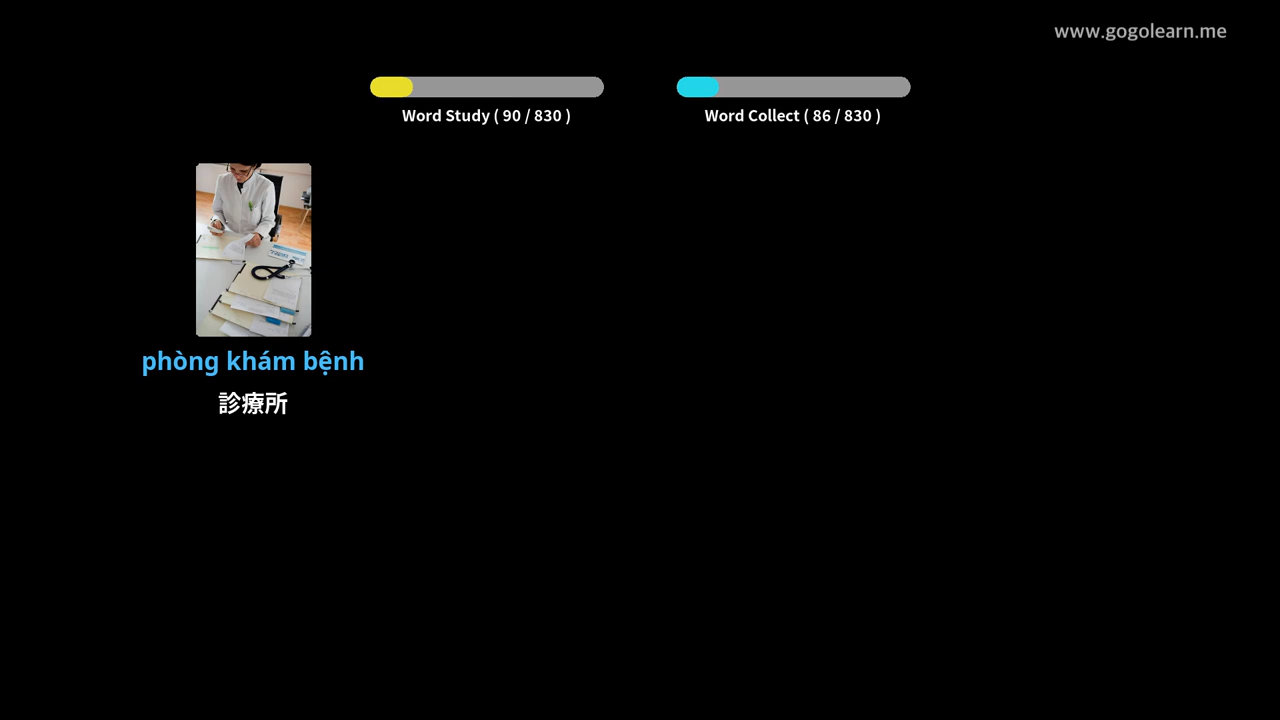 www.gogolearn.me
Word Study ( 90 / 830 )
Word Collect ( 86 / 830 )
phòng khám bệnh
診療所